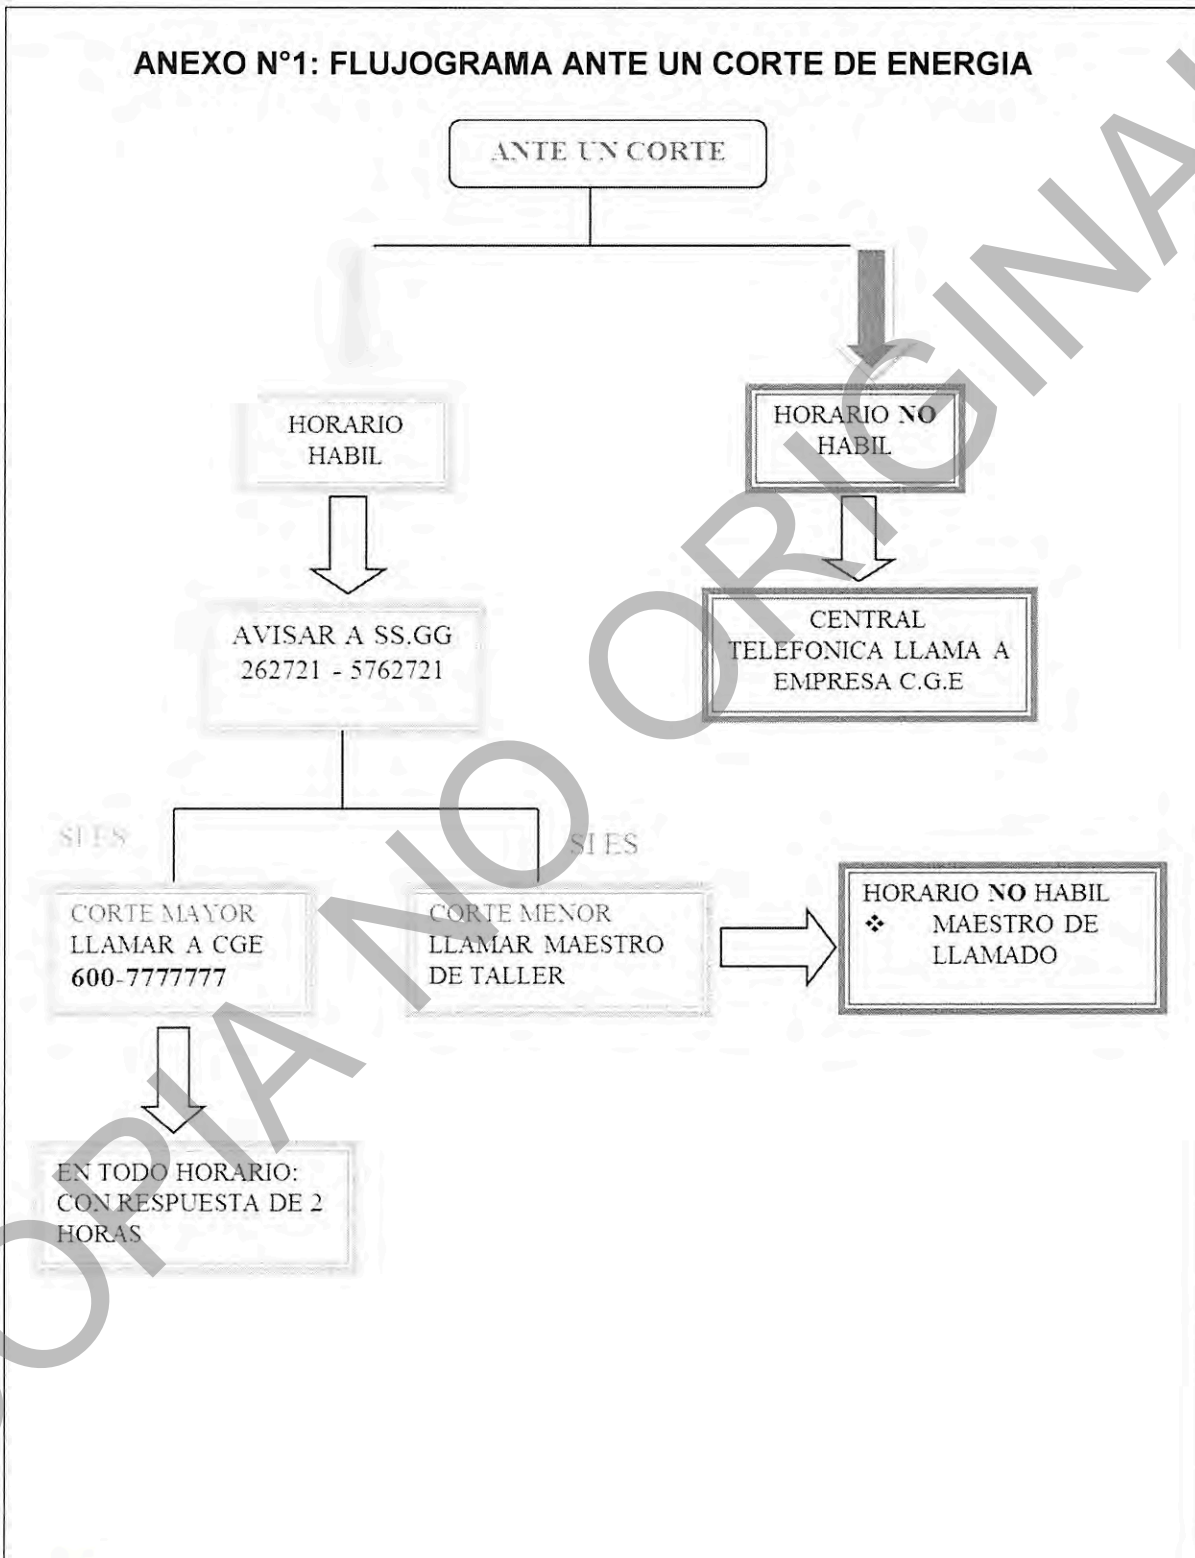 ANEXO N°1: FLUJOGRAMA ANTE UN CORTE DE ENERGIA
ANTE UN CORTE
HORARIO
HABIL
HORARIO NO
HABIL
AVISAR A SS.GG
262721 - 5762721
CENTRAL
TELEFONICA LLAMA A
EMPRESA C.G.E
SI ES
SI ES
CORTE MAYOR
LLAMAR A CGE
600-7777777
CORTE MENOR
LLAMAR MAESTRO
DE TALLER
HORARIO NO HABIL
❖ MAESTRO DE
LLAMADO
EN TODO HORARIO:
CON RESPUESTA DE 2
HORAS
COPIA NO ORIGINAL